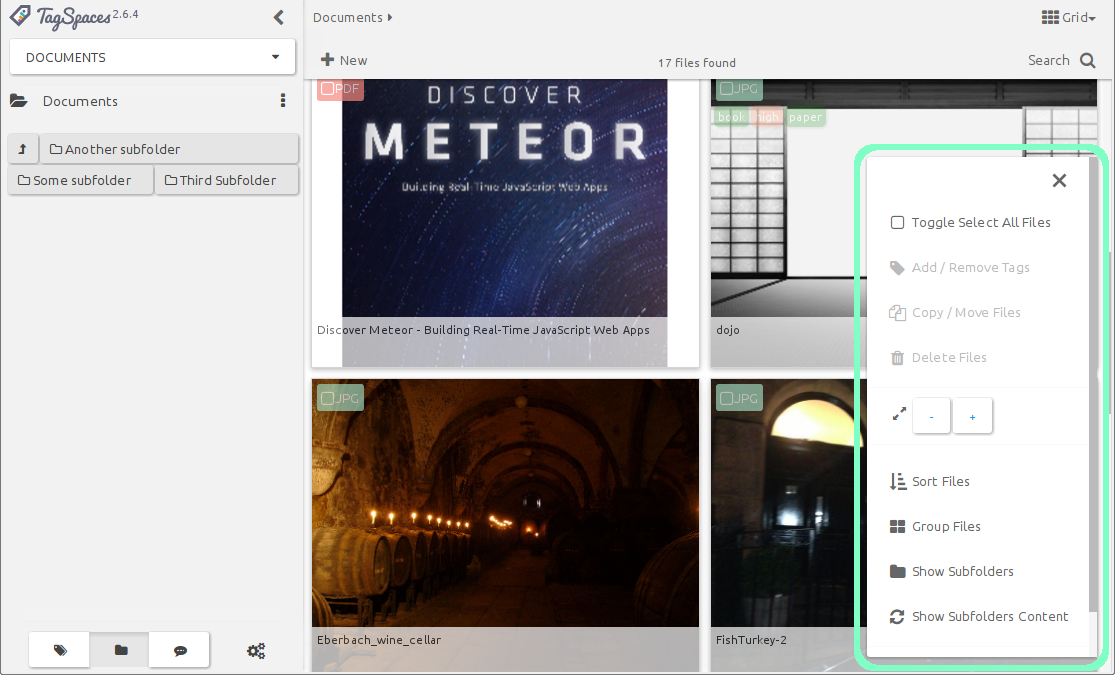 TagSpaces 2.6.4
DOCUMENTS
Documents
Another subfolder
Some subfolder
Third Subfolder
Documents
Grid
New
17 files found
Search
PDF
DISCOVER
METEOR
Building Real-Time JavaScript Web Apps
Discover Meteor - Building Real-Time JavaScript Web Apps
JPG
book high paper
dojo
JPG
Eberbach_wine_cellar
JPG
FishTurkey-2
Toggle Select All Files
Add / Remove Tags
Copy / Move Files
Delete Files
- +
Sort Files
Group Files
Show Subfolders
Show Subfolders Content